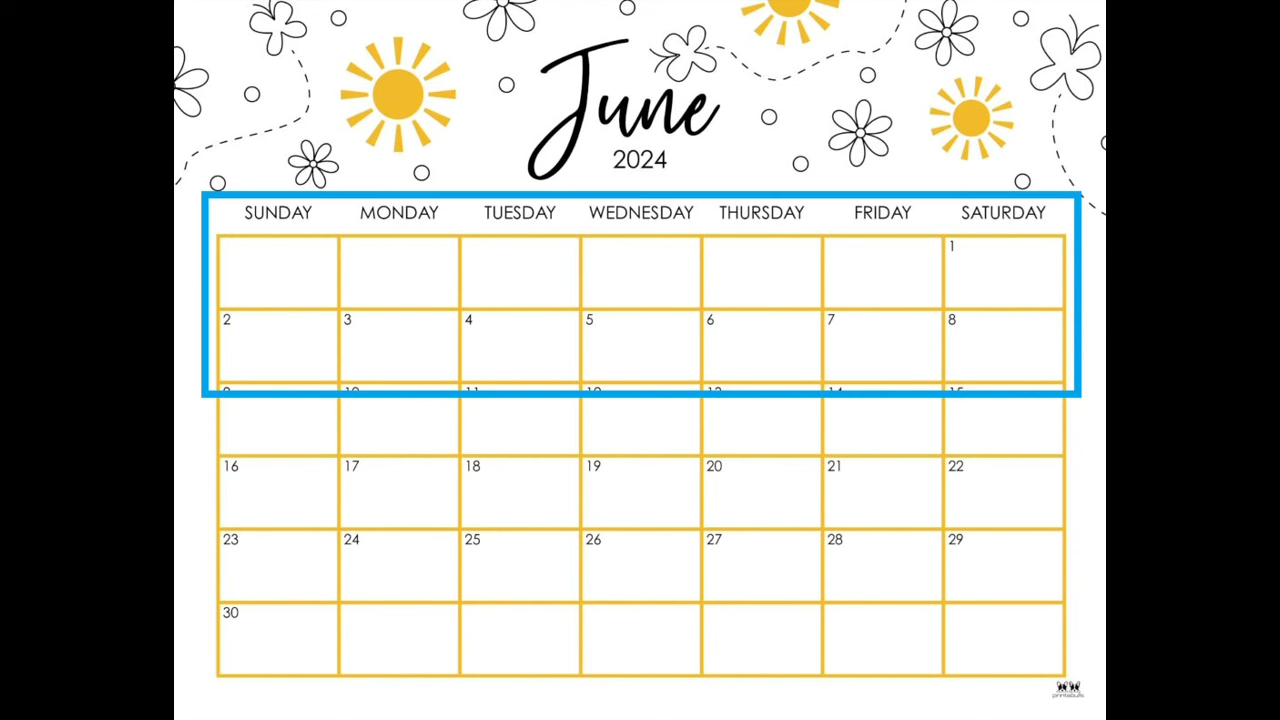 June
2024
SUNDAY MONDAY TUESDAY WEDNESDAY THURSDAY FRIDAY SATURDAY
1
2 3 4 5 6 7 8
16 17 18 19 20 21 22
23 24 25 26 27 28 29
30
printabulls